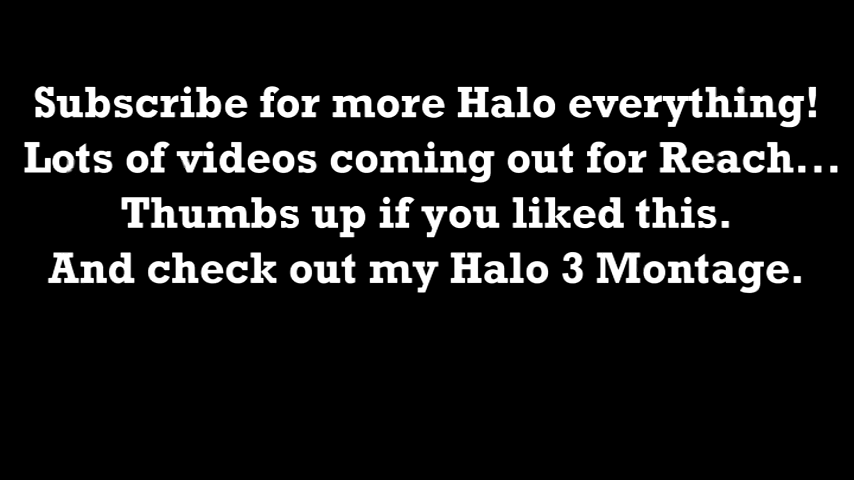 Subscribe for more Halo everything!
Lots of videos coming out for Reach...
Thumbs up if you liked this.
And check out my Halo 3 Montage.